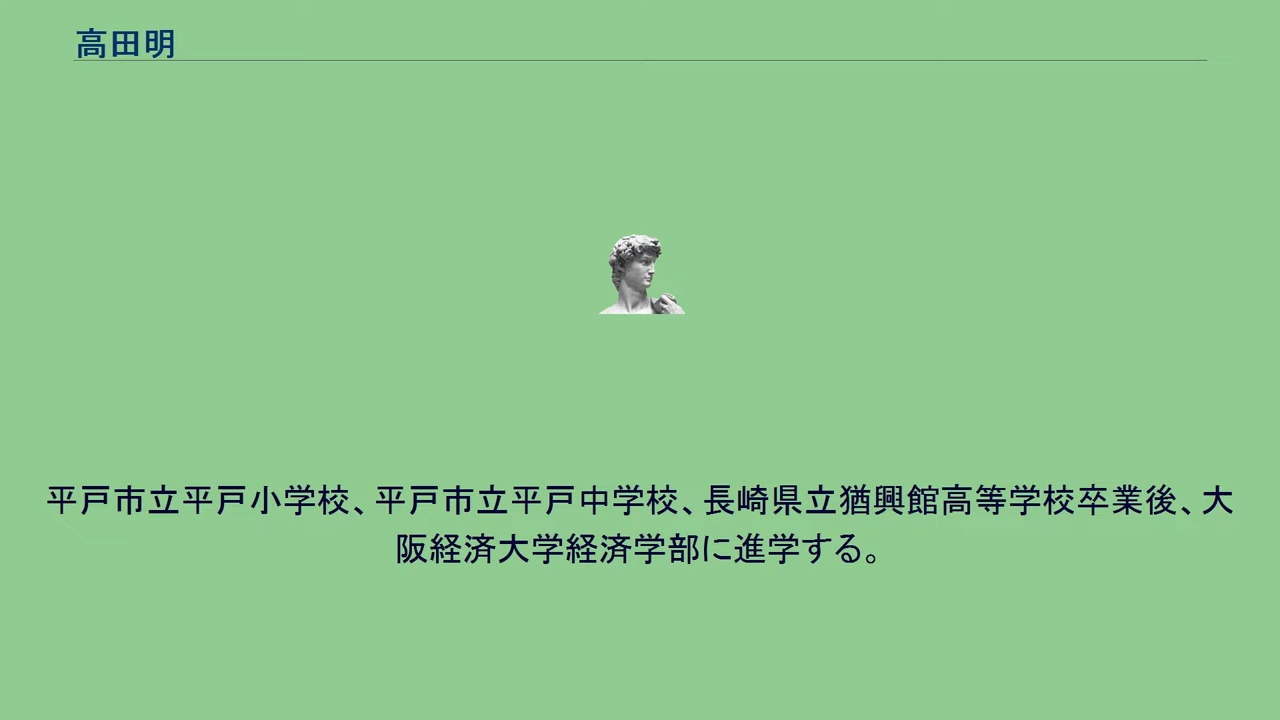 高田明
平戸市立平戸小学校、平戸市立平戸中学校、長崎県立猶興館高等学校卒業後、大
阪経済大学経済学部に進学する。